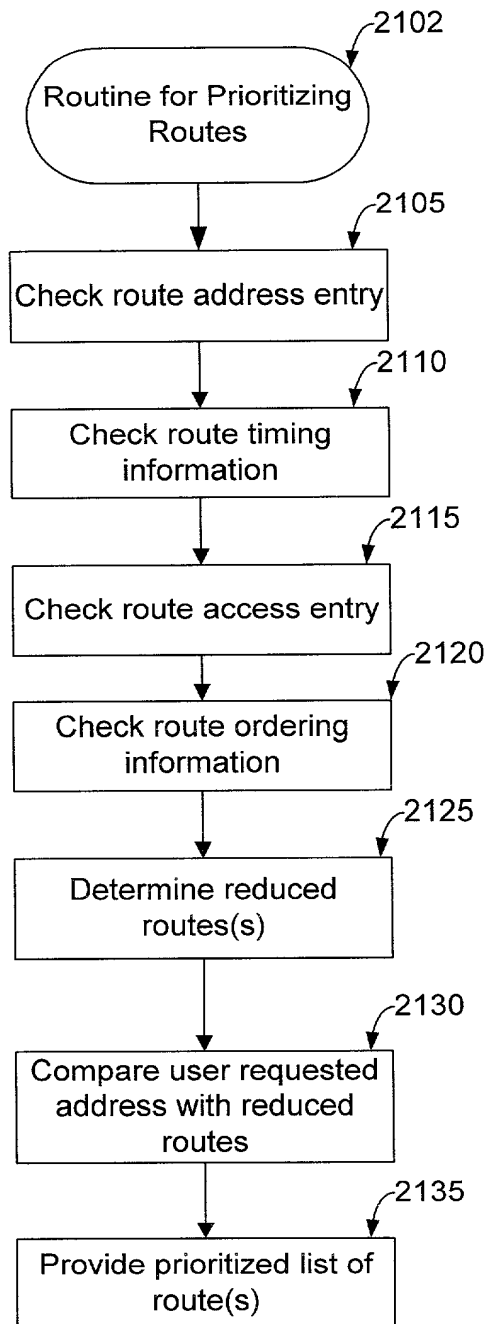 2102
Routine for Prioritizing
Routes
2105
Check route address entry
2110
Check route timing
information
2115
Check route access entry
2120
Check route ordering
information
2125
Determine reduced
routes(s)
2130
Compare user requested
address with reduced
routes
2135
Provide prioritized list of
route(s)